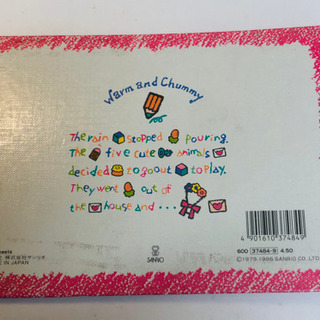 Warm and Chummy
The rain stopped pouring.
The five cute animals
decided to go out to play.
They went out of
the house and ...
4 901610 374849
600 37484-9 4.50
SANRIO
©1979, 1986 SANRIO CO., LTD.
株式会社サンリオ
IN JAPAN